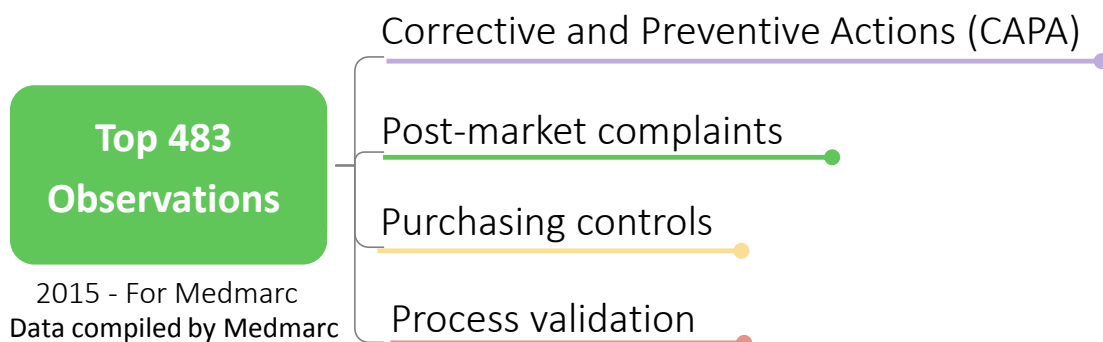 Top 483
Observations
2015 - For Medmarc
Data compiled by Medmarc
Corrective and Preventive Actions (CAPA)
Post-market complaints
Purchasing controls
Process validation